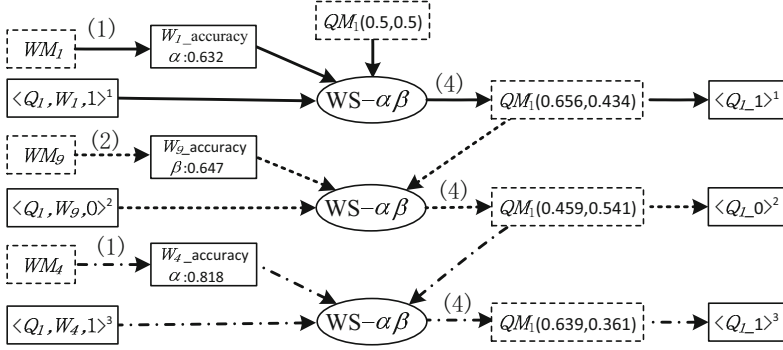 QM₁(0.5,0.5)
(1)
WM₁
W₁_accuracy
α:0.632
<Q₁,W₁,1>¹
WS−αβ
(4)
QM₁(0.656,0.434)
<Q₁_1>¹
(2)
WM₉
W₉_accuracy
β:0.647
<Q₁,W₉,0>²
WS−αβ
(4)
QM₁(0.459,0.541)
<Q₁_0>²
(1)
WM₄
W₄_accuracy
α:0.818
<Q₁,W₄,1>³
WS−αβ
(4)
QM₁(0.639,0.361)
<Q₁_1>³